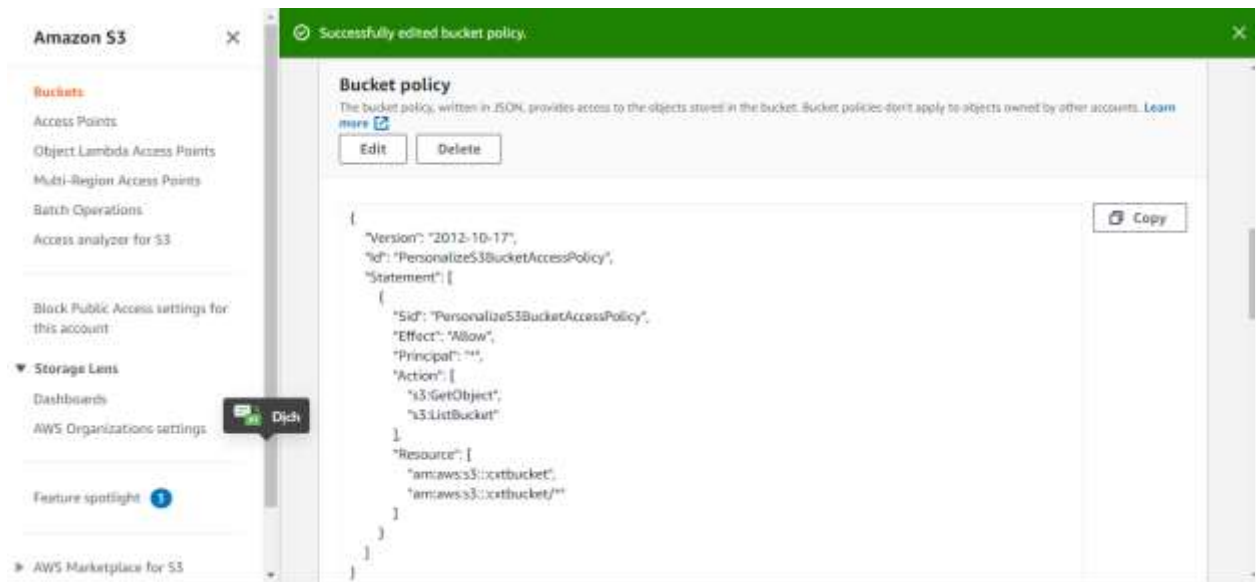 Amazon S3
Successfully edited bucket policy.
Buckets
Access Points
Object Lambda Access Points
Multi-Region Access Points
Batch Operations
Access analyzer for S3
Block Public Access settings for
this account
Storage Lens
Dashboards
AWS Organizations settings
Dịch
Feature spotlight 1
AWS Marketplace for S3
Bucket policy
The bucket policy, written in JSON, provides access to the objects stored in the bucket. Bucket policies don't apply to objects owned by other accounts. Learn
more
Edit Delete
Copy
{
"Version": "2012-10-17",
"Id": "PersonalizeS3BucketAccessPolicy",
"Statement": [
{
"Sid": "PersonalizeS3BucketAccessPolicy",
"Effect": "Allow",
"Principal": "*",
"Action": [
"s3:GetObject",
"s3:ListBucket"
],
"Resource": [
"arn:aws:s3:::cxtbucket",
"arn:aws:s3:::cxtbucket/*"
]
}
]
}